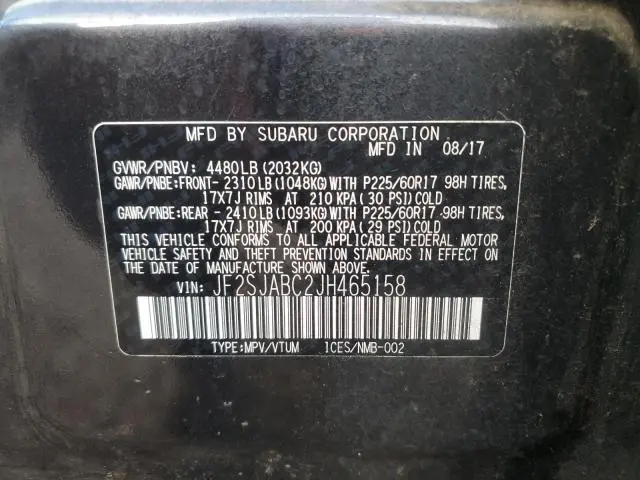 MFD BY SUBARU CORPORATION
MFD IN 08/17
GVWR/PNBV: 4480LB (2032KG)
GAWR/PNBE:FRONT- 2310LB (1048KG)WITH P225/60R17 98H TIRES,
17X7J RIMS AT 210 KPA ( 30 PSI)COLD
GAWR/PNBE:REAR - 2410LB (1093KG)WITH P225/60R17 98H TIRES,
17X7J RIMS AT 200 KPA ( 29 PSI)COLD
THIS VEHICLE CONFORMS TO ALL APPLICABLE FEDERAL MOTOR
VEHICLE SAFETY AND THEFT PREVENTION STANDARDS IN EFFECT
ON THE DATE OF MANUFACTURE SHOWN ABOVE.
VIN: JF2SJABC2JH465158
TYPE:MPV/VTUM ICES/NMB-002